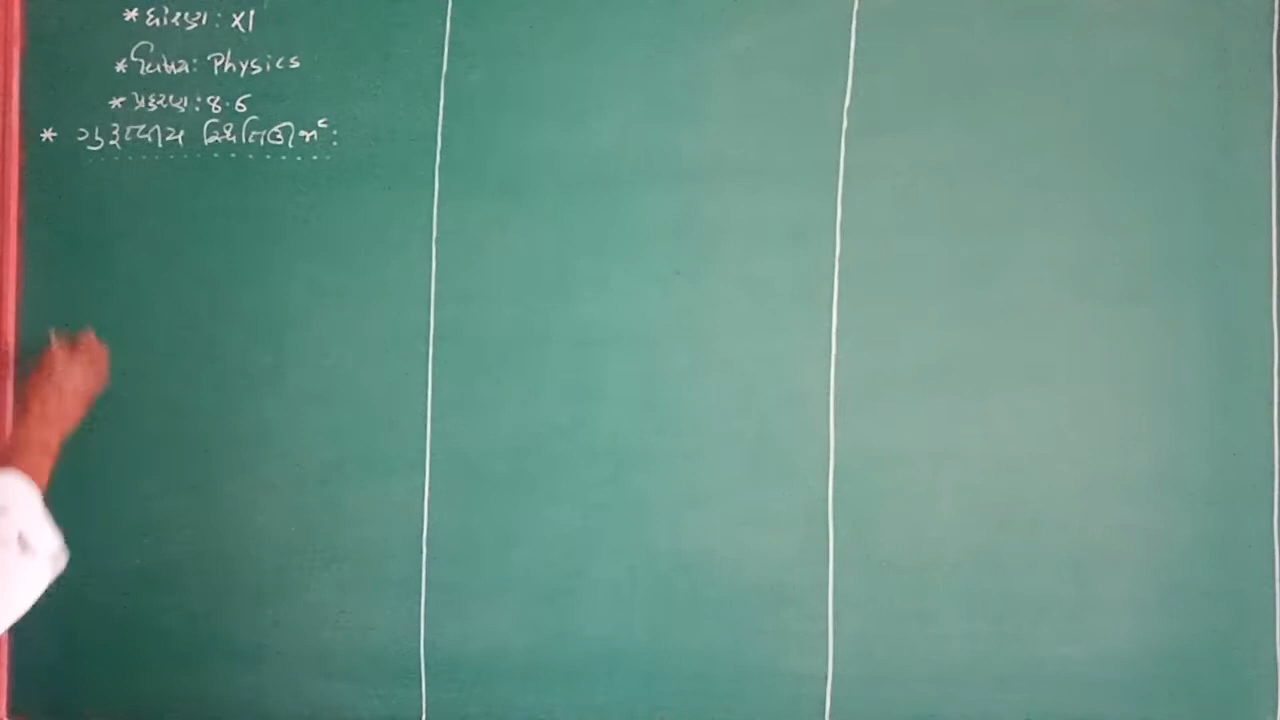 * ધોરણ : XI
* વિષય : Physics
* પ્રકરણ : 8.6
* ગુરુત્વીય સ્થિતિઊર્જા :